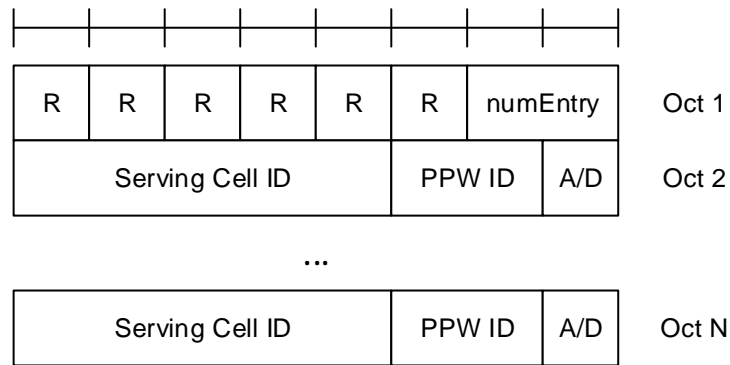 R R R R R R numEntry Oct 1
Serving Cell ID PPW ID A/D Oct 2
...
Serving Cell ID PPW ID A/D Oct N